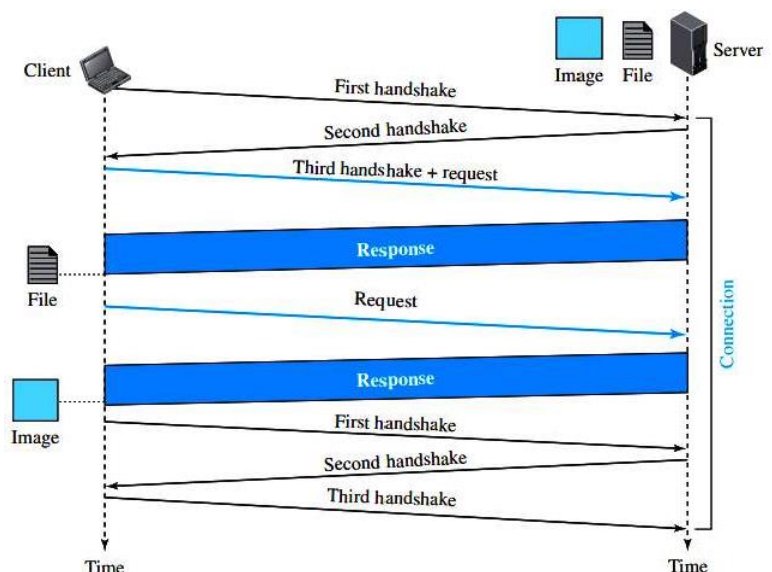 Client
Server
Image
File
First handshake
Second handshake
Third handshake + request
Response
File
Request
Connection
Response
Image
First handshake
Second handshake
Third handshake
Time
Time